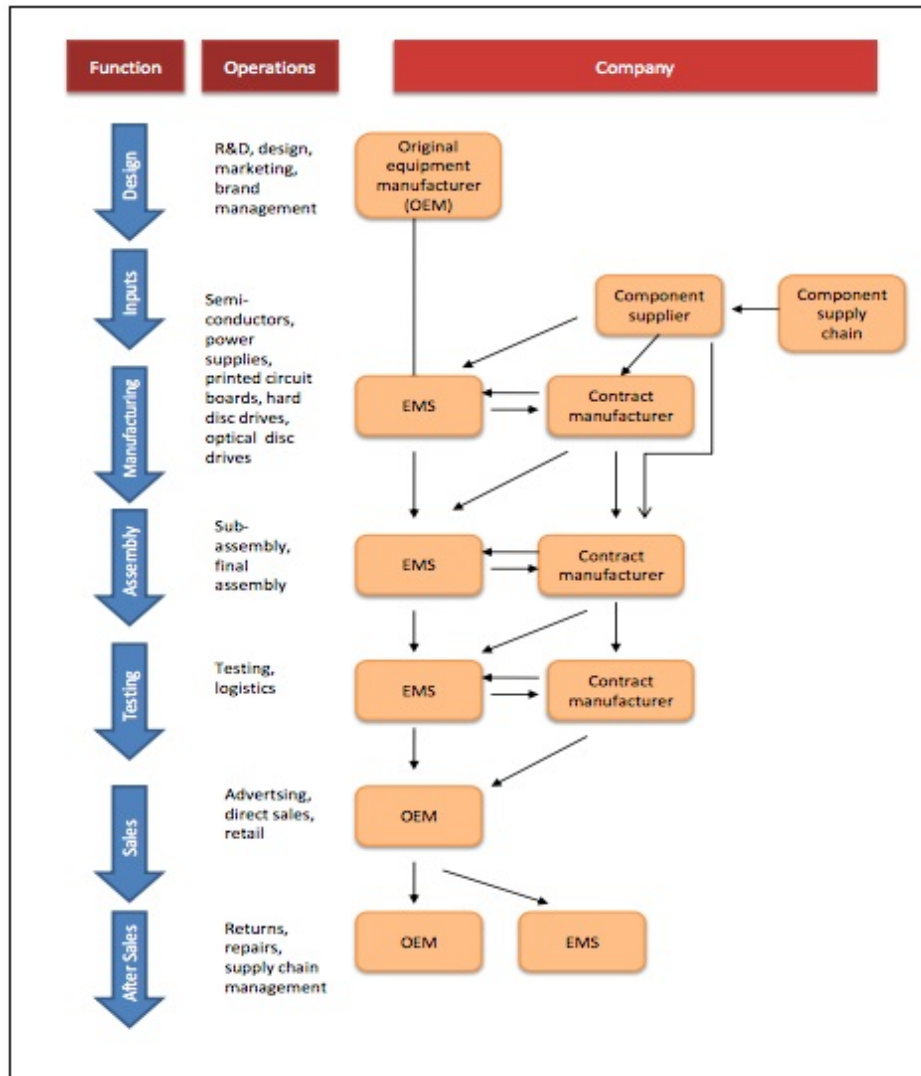 Function
Operations
Company
Design
R&D, design,
marketing,
brand
management
Original
equipment
manufacturer
(OEM)
Inputs
Semi-
conductors,
power
supplies,
printed circuit
boards, hard
disc drives,
optical disc
drives
Component
supplier
Component
supply
chain
Manufacturing
EMS
Contract
manufacturer
Assembly
Sub-
assembly,
final
assembly
EMS
Contract
manufacturer
Testing
Testing,
logistics
EMS
Contract
manufacturer
Sales
Advertsing,
direct sales,
retail
OEM
After Sales
Returns,
repairs,
supply chain
management
OEM
EMS